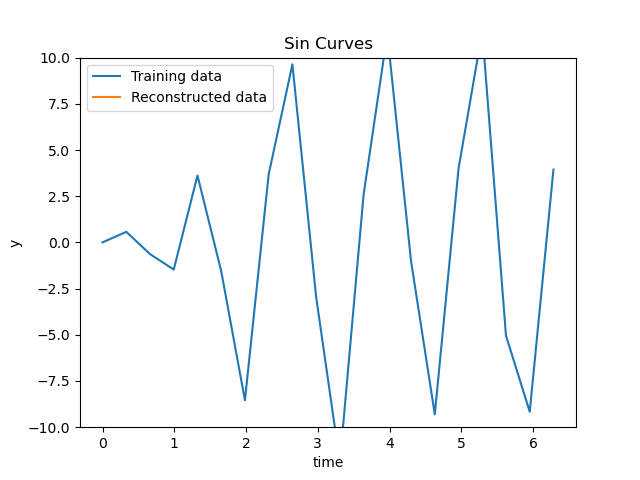 Sin Curves
Training data
Reconstructed data
10.0
7.5
5.0
2.5
0.0
−2.5
−5.0
−7.5
−10.0
y
0 1 2 3 4 5 6
time